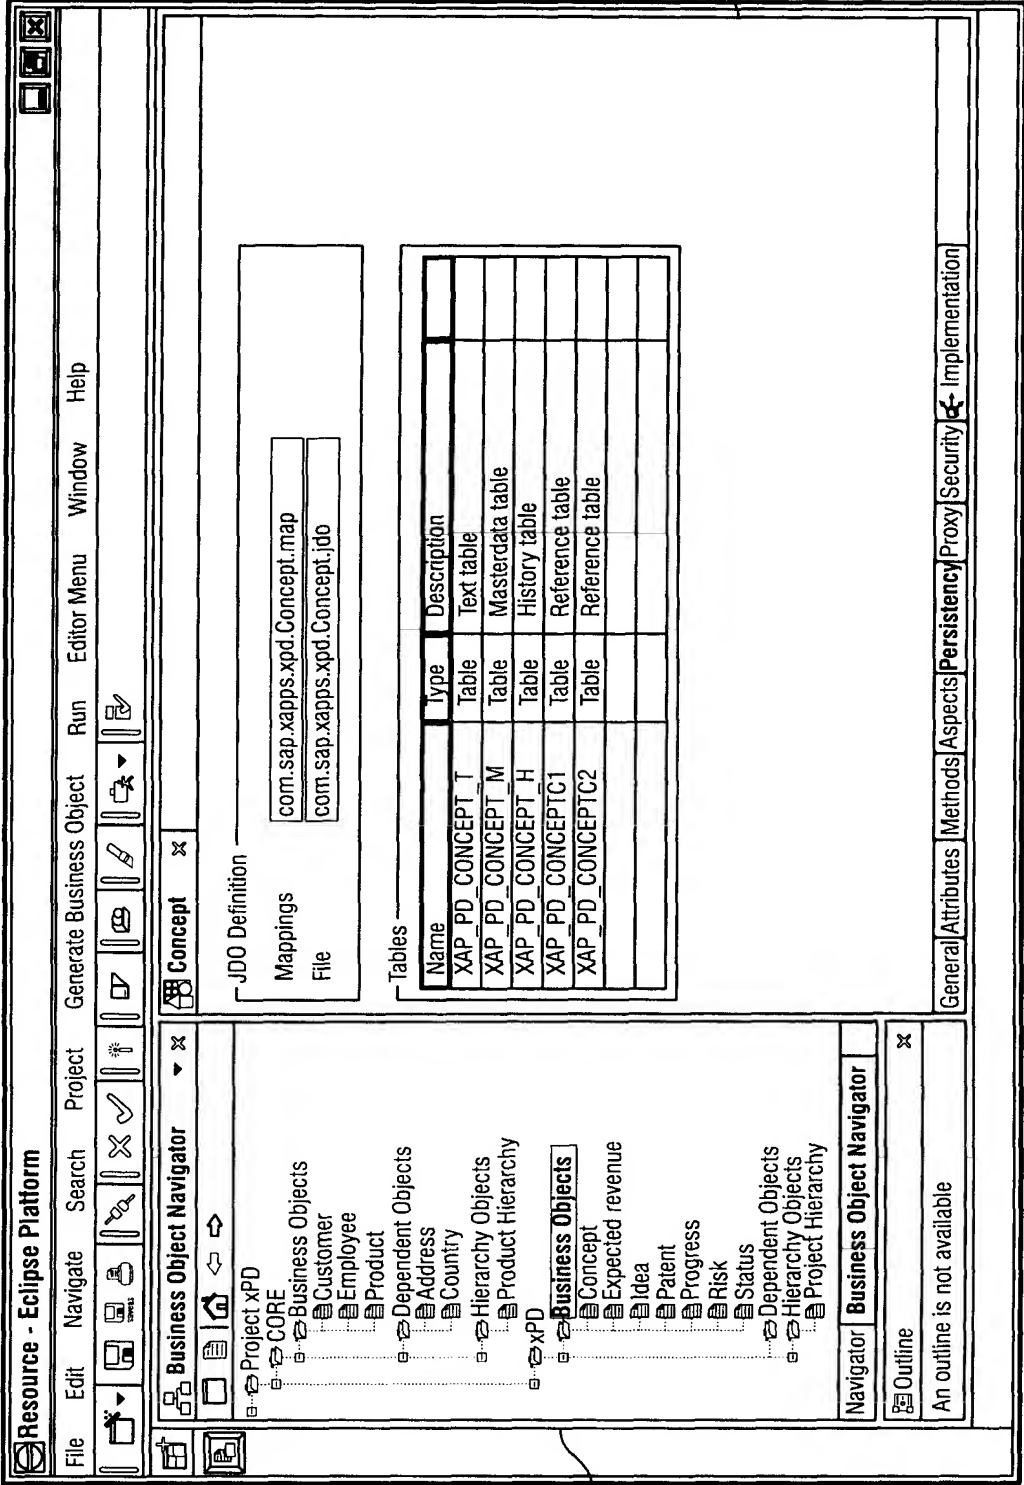 Resource - Eclipse Platform
File Edit Navigate Search Project Generate Business Object Run Editor Menu Window Help
Business Object Navigator
Project xPD
CORE
Business Objects
Customer
Employee
Product
Dependent Objects
Address
Country
Hierarchy Objects
Product Hierarchy
xPD
Business Objects
Concept
Expected revenue
Idea
Patent
Progress
Risk
Status
Dependent Objects
Hierarchy Objects
Project Hierarchy
Navigator Business Object Navigator
Outline
An outline is not available
Concept
JDO Definition
Mappings com.sap.xapps.xpd.Concept.map
File com.sap.xapps.xpd.Concept.jdo
Tables
Name Type Description
XAP_PD_CONCEPT_T Table Text table
XAP_PD_CONCEPT_M Table Masterdata table
XAP_PD_CONCEPT_H Table History table
XAP_PD_CONCEPTC1 Table Reference table
XAP_PD_CONCEPTC2 Table Reference table
General Attributes Methods Aspects Persistency Proxy Security Implementation